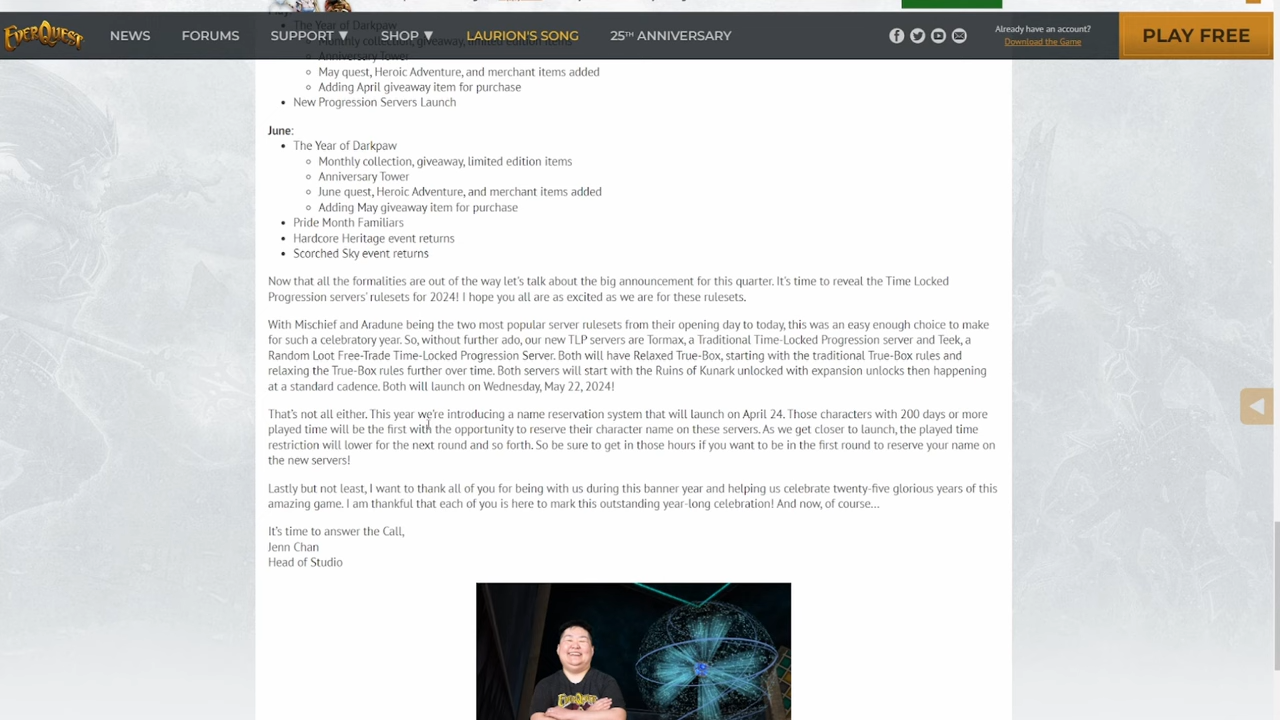 EVERQUEST
NEWS
FORUMS
SUPPORT ▼
SHOP ▼
LAURION'S SONG
25TH ANNIVERSARY
Already have an account?
Download the Game
PLAY FREE
• The Year of Darkpaw
Monthly collection, giveaway, limited edition items
Anniversary Tower
○ May quest, Heroic Adventure, and merchant items added
○ Adding April giveaway item for purchase
• New Progression Servers Launch
June:
• The Year of Darkpaw
○ Monthly collection, giveaway, limited edition items
○ Anniversary Tower
○ June quest, Heroic Adventure, and merchant items added
○ Adding May giveaway item for purchase
• Pride Month Familiars
• Hardcore Heritage event returns
• Scorched Sky event returns
Now that all the formalities are out of the way let's talk about the big announcement for this quarter. It's time to reveal the Time Locked
Progression servers' rulesets for 2024! I hope you all are as excited as we are for these rulesets.
With Mischief and Aradune being the two most popular server rulesets from their opening day to today, this was an easy enough choice to make
for such a celebratory year. So, without further ado, our new TLP servers are Tormax, a Traditional Time-Locked Progression server and Teek, a
Random Loot Free-Trade Time-Locked Progression Server. Both will have Relaxed True-Box, starting with the traditional True-Box rules and
relaxing the True-Box rules further over time. Both servers will start with the Ruins of Kunark unlocked with expansion unlocks then happening
at a standard cadence. Both will launch on Wednesday, May 22, 2024!
That's not all either. This year we're introducing a name reservation system that will launch on April 24. Those characters with 200 days or more
played time will be the first with the opportunity to reserve their character name on these servers. As we get closer to launch, the played time
restriction will lower for the next round and so forth. So be sure to get in those hours if you want to be in the first round to reserve your name on
the new servers!
Lastly but not least, I want to thank all of you for being with us during this banner year and helping us celebrate twenty-five glorious years of this
amazing game. I am thankful that each of you is here to mark this outstanding year-long celebration! And now, of course...
It's time to answer the Call,
Jenn Chan
Head of Studio
EVERQUEST